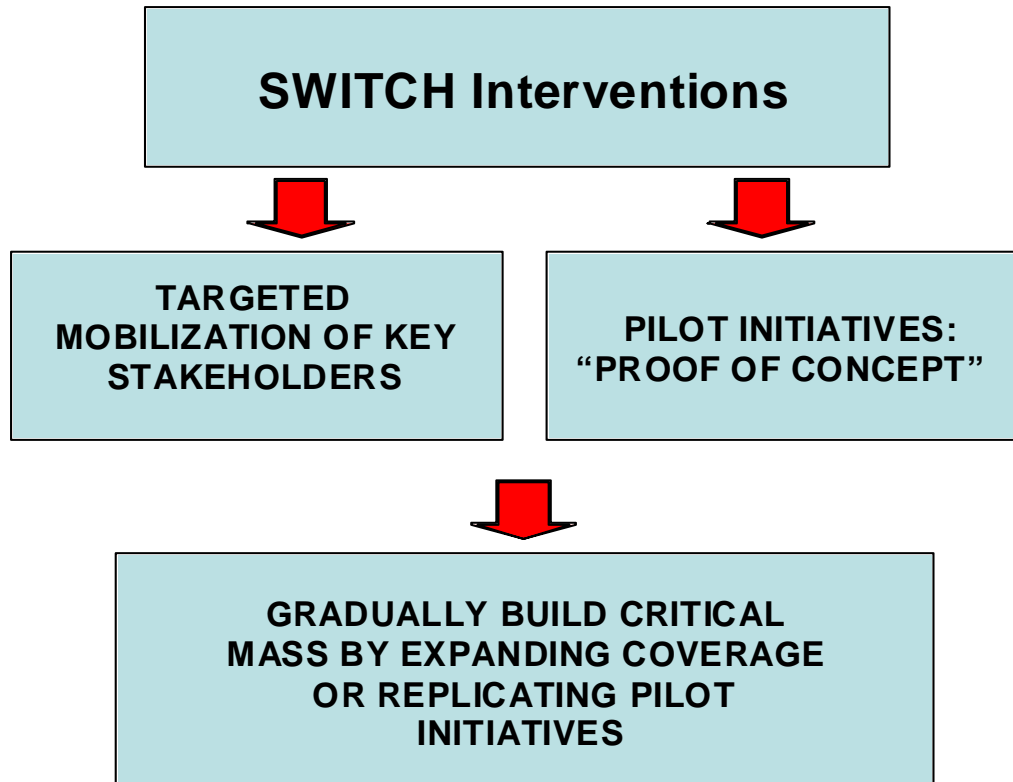 SWITCH Interventions
TARGETED
MOBILIZATION OF KEY
STAKEHOLDERS
PILOT INITIATIVES:
“PROOF OF CONCEPT”
GRADUALLY BUILD CRITICAL
MASS BY EXPANDING COVERAGE
OR REPLICATING PILOT
INITIATIVES